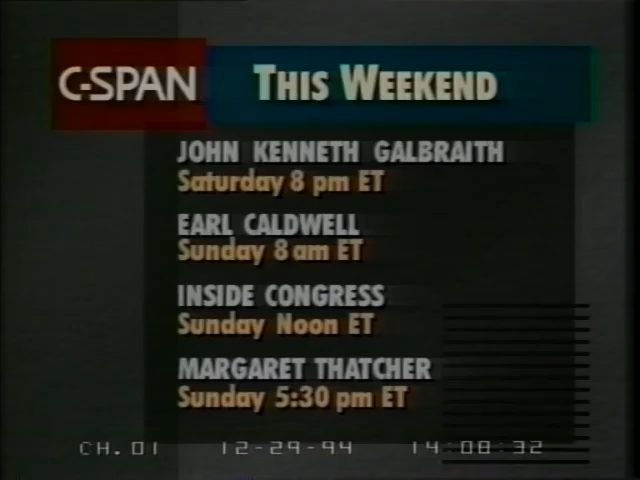 C-SPAN THIS WEEKEND
JOHN KENNETH GALBRAITH
Saturday 8 pm ET
EARL CALDWELL
Sunday 8 am ET
INSIDE CONGRESS
Sunday Noon ET
MARGARET THATCHER
Sunday 5:30 pm ET
CH.01 12-29-94 14:08:32